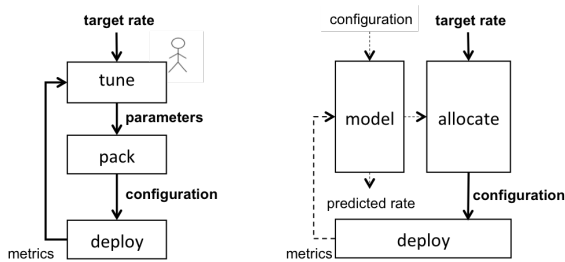 target rate
tune
parameters
pack
configuration
deploy
metrics
configuration
target rate
model
allocate
configuration
predicted rate
deploy
metrics